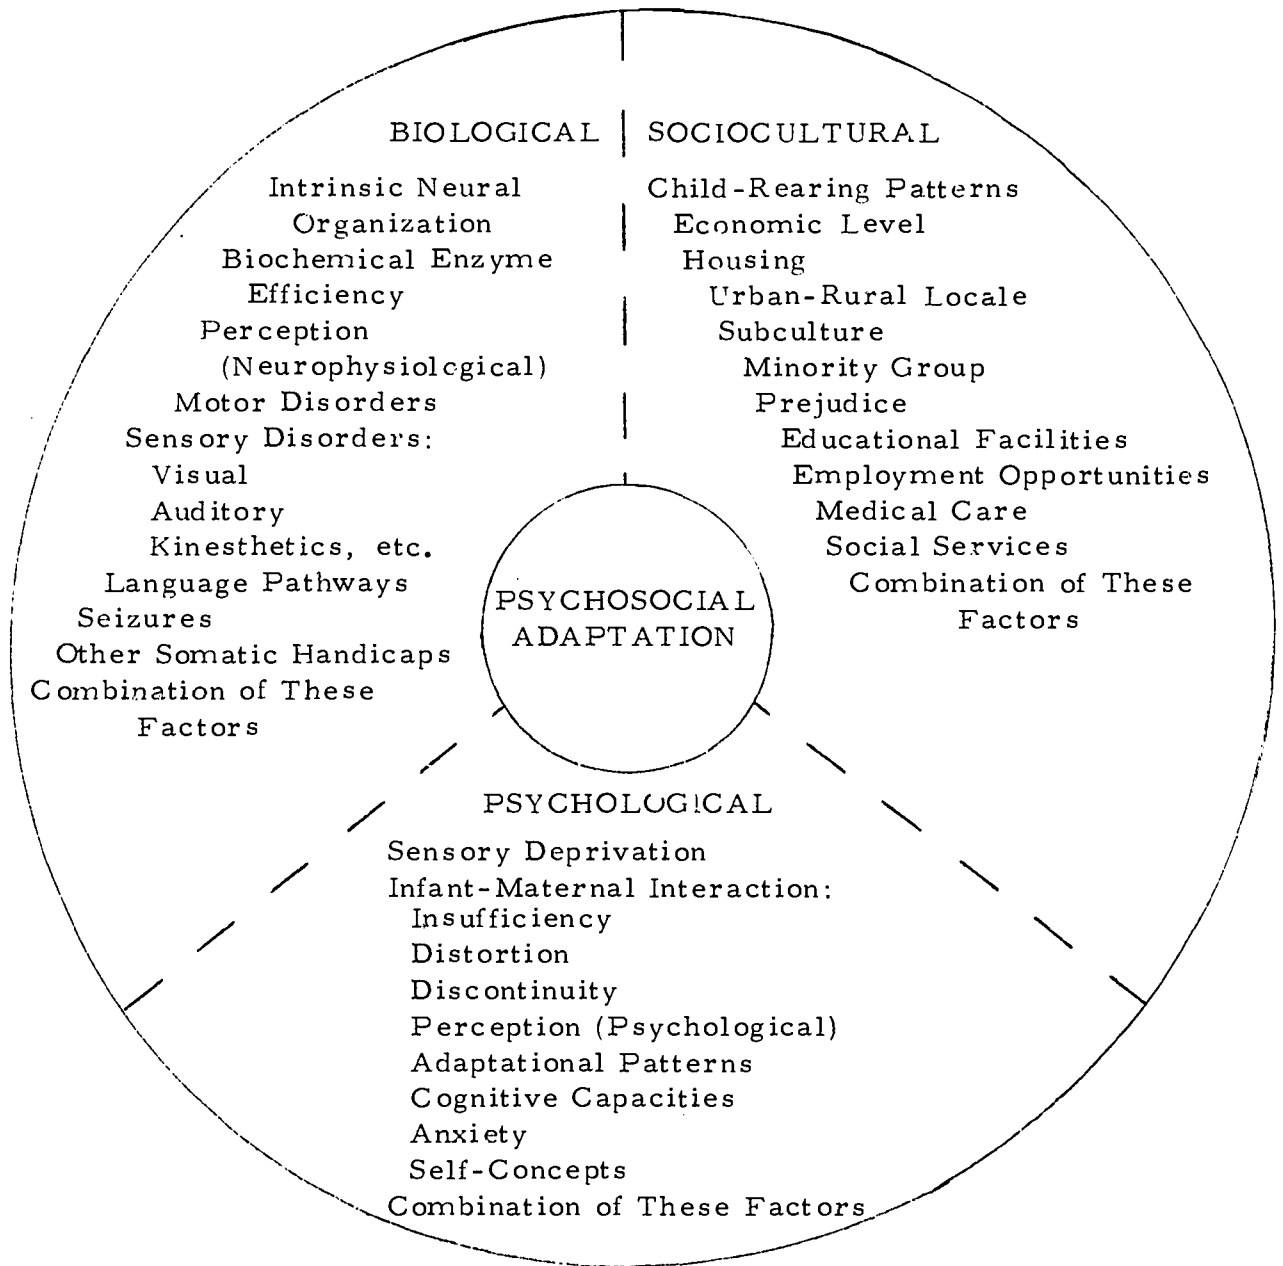 BIOLOGICAL
Intrinsic Neural
Organization
Biochemical Enzyme
Efficiency
Perception
(Neurophysiological)
Motor Disorders
Sensory Disorders:
Visual
Auditory
Kinesthetics, etc.
Language Pathways
Seizures
Other Somatic Handicaps
Combination of These
Factors
SOCIOCULTURAL
Child-Rearing Patterns
Economic Level
Housing
Urban-Rural Locale
Subculture
Minority Group
Prejudice
Educational Facilities
Employment Opportunities
Medical Care
Social Services
Combination of These
Factors
PSYCHOSOCIAL
ADAPTATION
PSYCHOLOGICAL
Sensory Deprivation
Infant-Maternal Interaction:
Insufficiency
Distortion
Discontinuity
Perception (Psychological)
Adaptational Patterns
Cognitive Capacities
Anxiety
Self-Concepts
Combination of These Factors